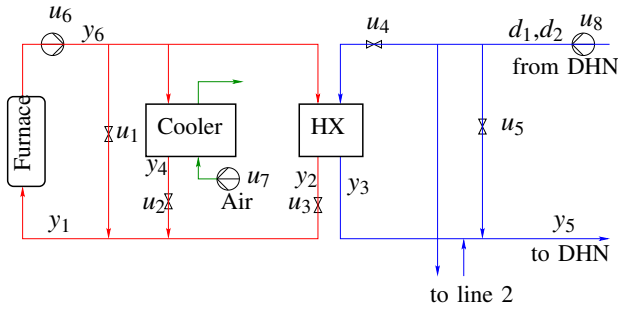 u6
y6
u4
d1,d2
u8
from DHN
Furnace
u1
Cooler
HX
u5
y4
u7
y2
y3
u2
Air
u3
y1
y5
to DHN
to line 2